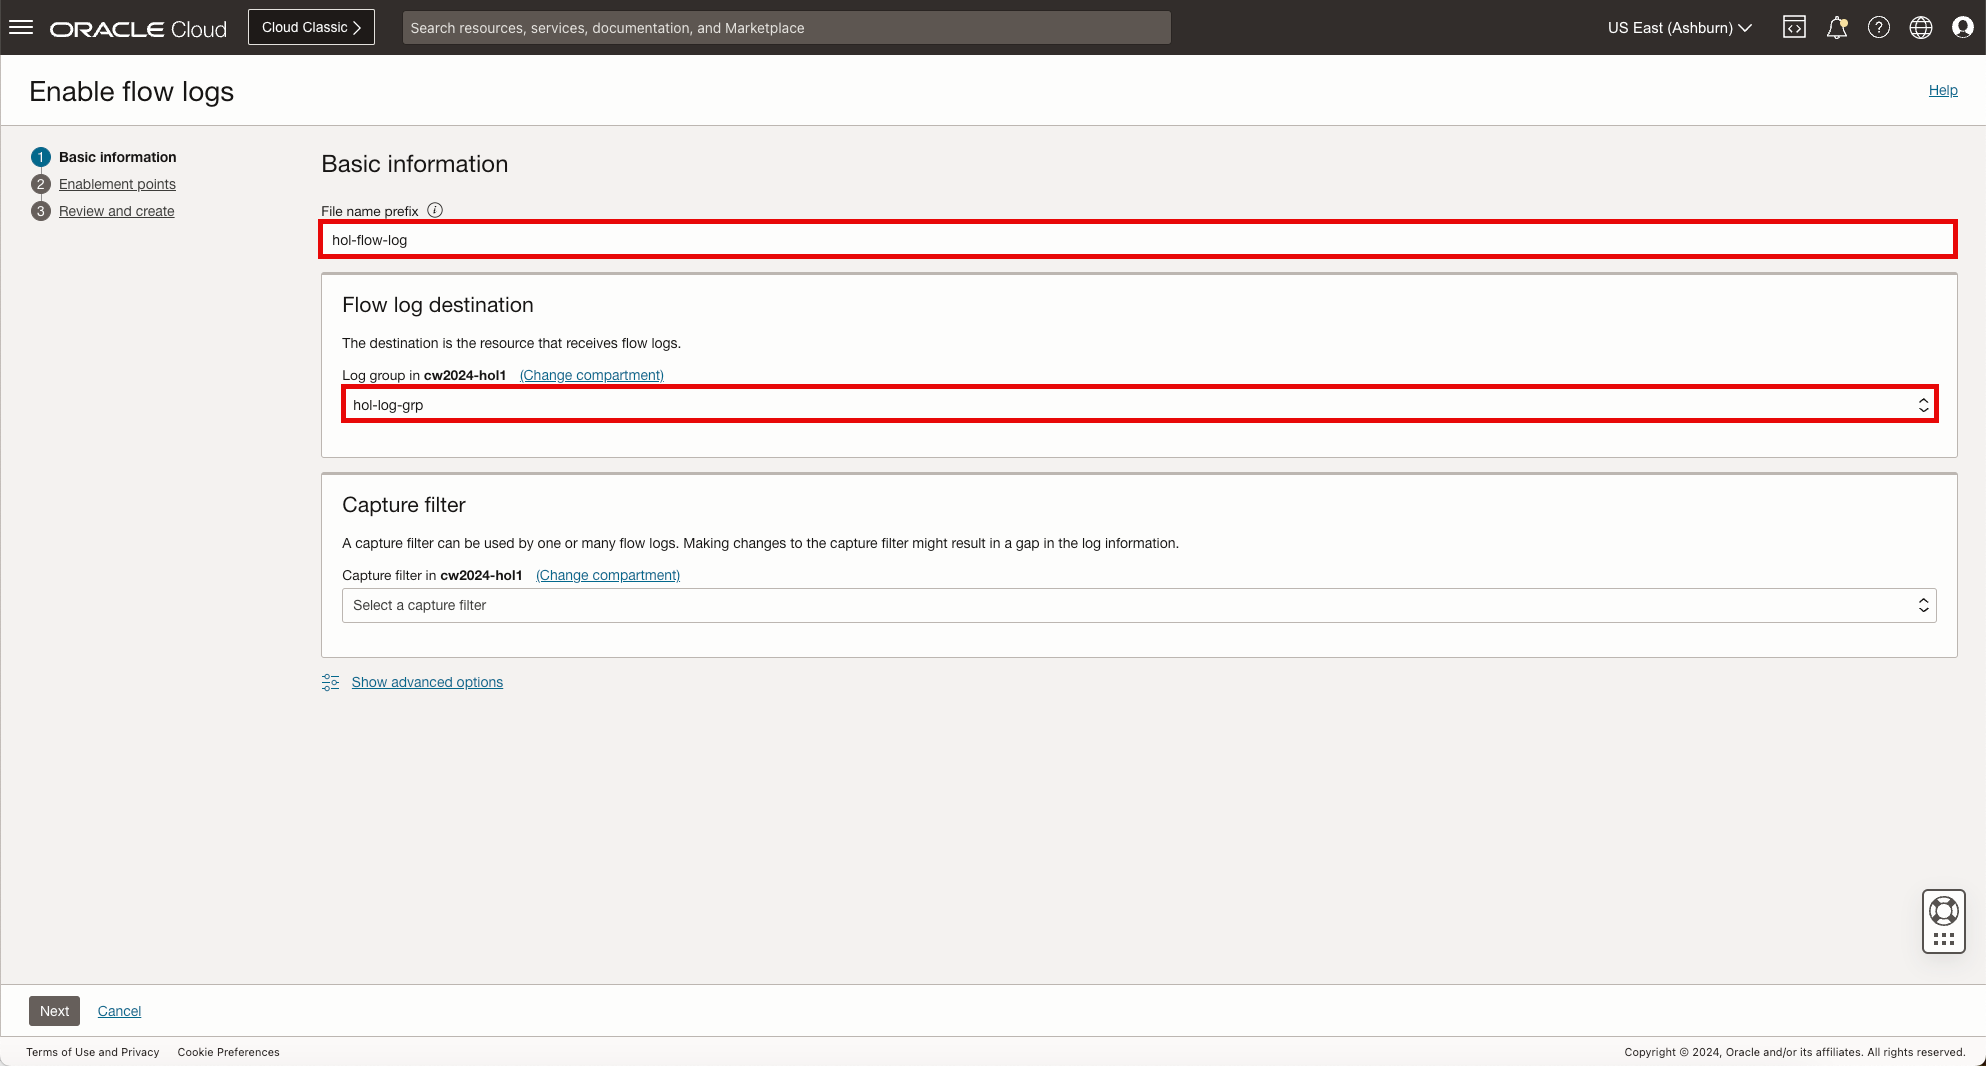 ORACLE Cloud
Cloud Classic
Search resources, services, documentation, and Marketplace
US East (Ashburn)
Enable flow logs
Help
1 Basic information
2 Enablement points
3 Review and create
Basic information
File name prefix
hol-flow-log
Flow log destination
The destination is the resource that receives flow logs.
Log group in cw2024-hol1 (Change compartment)
hol-log-grp
Capture filter
A capture filter can be used by one or many flow logs. Making changes to the capture filter might result in a gap in the log information.
Capture filter in cw2024-hol1 (Change compartment)
Select a capture filter
Show advanced options
Next Cancel
Terms of Use and Privacy Cookie Preferences
Copyright © 2024, Oracle and/or its affiliates. All rights reserved.